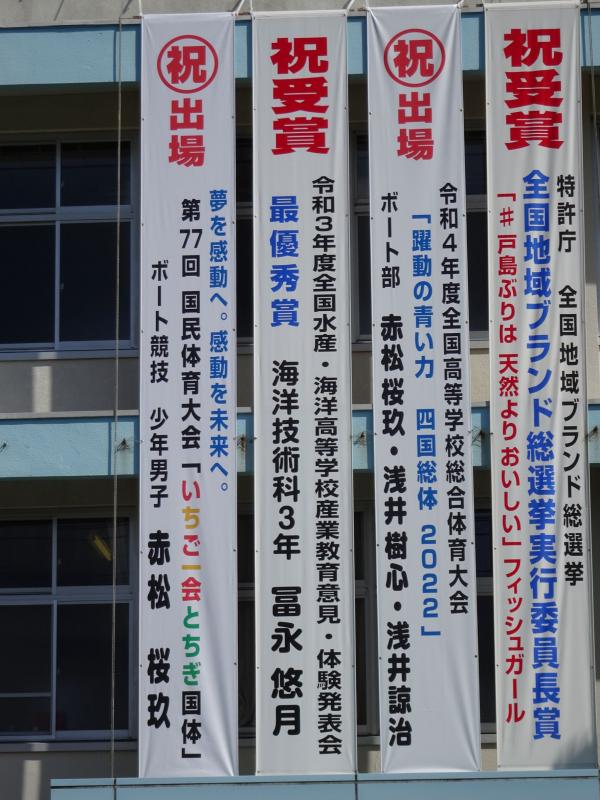 祝受賞
特許庁 全国地域ブランド総選挙
全国地域ブランド総選挙実行委員長賞
「#戸島ぶりは 天然よりおいしい」フィッシュガール
祝
出場
令和4年度全国高等学校総合体育大会
「躍動の青い力 四国総体 2022」
ボート部 赤松桜玖・浅井樹心・浅井諒治
祝受賞
令和3年度全国水産・海洋高等学校産業教育意見・体験発表会
最優秀賞 海洋技術科3年 冨永悠月
祝
出場
夢を感動へ。感動を未来へ。
第77回 国民体育大会「いちご一会とちぎ国体」
ボート競技 少年男子 赤松 桜玖